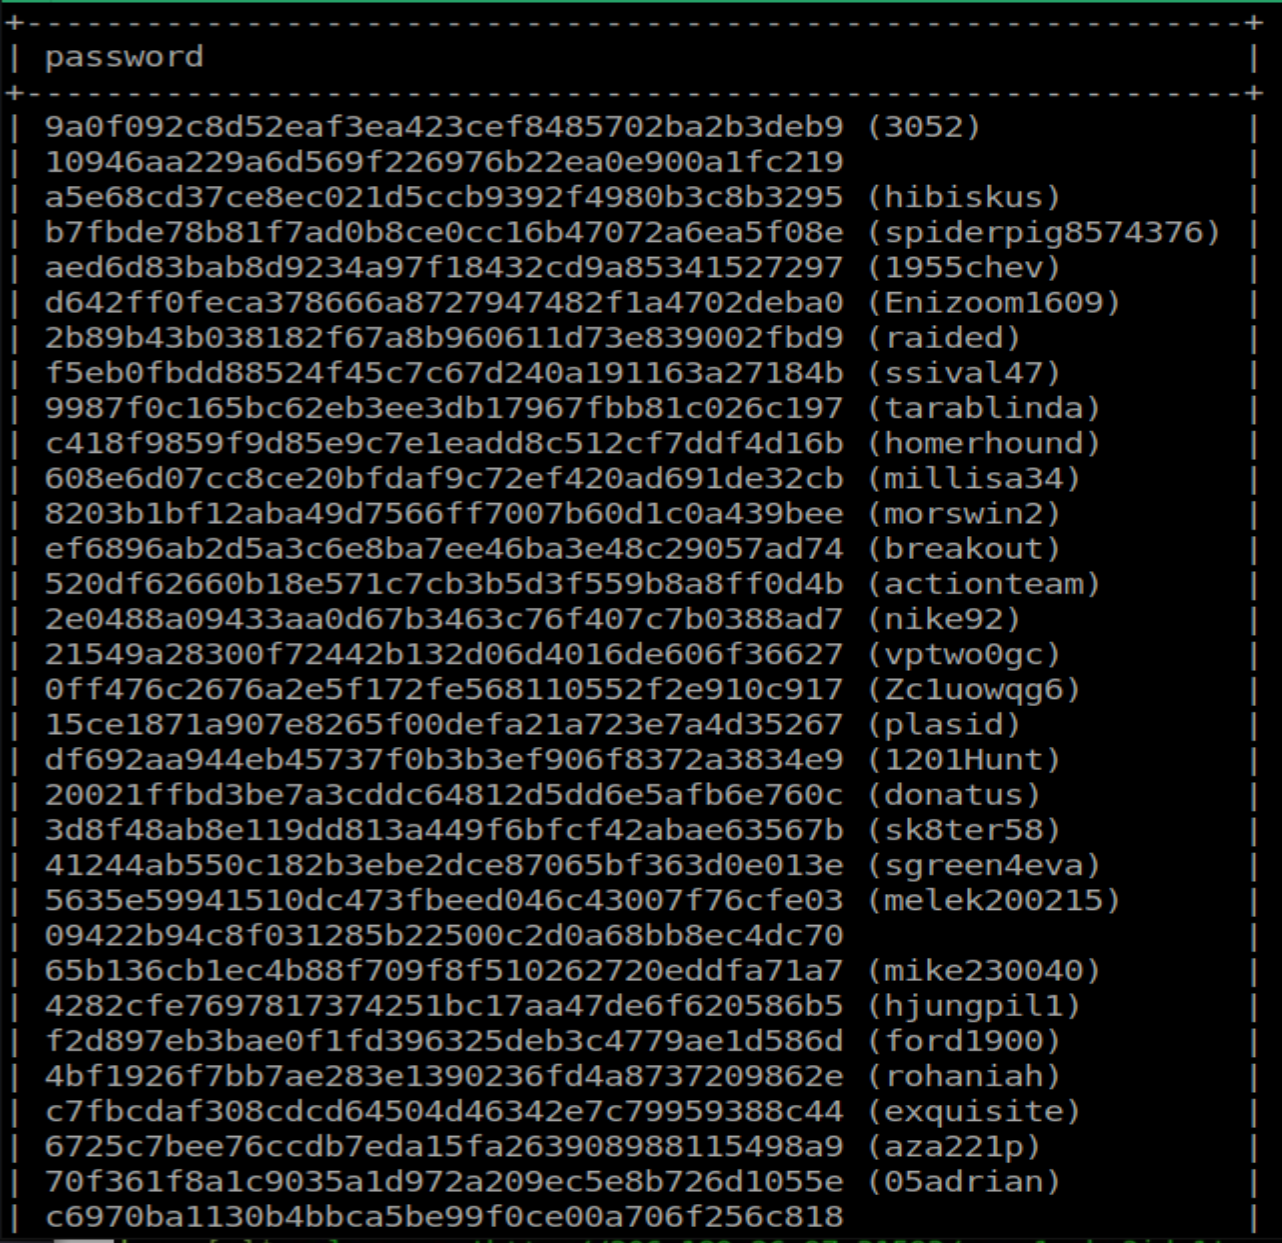 +------------------------------------------------------------+
| password |
+------------------------------------------------------------+
| 9a0f092c8d52eaf3ea423cef8485702ba2b3deb9 (3052) |
| 10946aa229a6d569f226976b22ea0e900a1fc219 |
| a5e68cd37ce8ec021d5ccb9392f4980b3c8b3295 (hibiskus) |
| b7fbde78b81f7ad0b8ce0cc16b47072a6ea5f08e (spiderpig8574376) |
| aed6d83bab8d9234a97f18432cd9a85341527297 (1955chev) |
| d642ff0feca378666a8727947482f1a4702deba0 (Enizoom1609) |
| 2b89b43b038182f67a8b960611d73e839002fbd9 (raided) |
| f5eb0fbdd88524f45c7c67d240a191163a27184b (ssival47) |
| 9987f0c165bc62eb3ee3db17967fbb81c026c197 (tarablinda) |
| c418f9859f9d85e9c7e1eadd8c512cf7ddf4d16b (homerhound) |
| 608e6d07cc8ce20bfdaf9c72ef420ad691de32cb (millisa34) |
| 8203b1bf12aba49d7566ff7007b60d1c0a439bee (morswin2) |
| ef6896ab2d5a3c6e8ba7ee46ba3e48c29057ad74 (breakout) |
| 520df62660b18e571c7cb3b5d3f559b8a8ff0d4b (actionteam) |
| 2e0488a09433aa0d67b3463c76f407c7b0388ad7 (nike92) |
| 21549a28300f72442b132d06d4016de606f36627 (vptwo0gc) |
| 0ff476c2676a2e5f172fe568110552f2e910c917 (Zc1uowqg6) |
| 15ce1871a907e8265f00defa21a723e7a4d35267 (plasid) |
| df692aa944eb45737f0b3b3ef906f8372a3834e9 (1201Hunt) |
| 20021ffbd3be7a3cddc64812d5dd6e5afb6e760c (donatus) |
| 3d8f48ab8e119dd813a449f6bfcf42abae63567b (sk8ter58) |
| 41244ab550c182b3ebe2dce87065bf363d0e013e (sgreen4eva) |
| 5635e59941510dc473fbeed046c43007f76cfe03 (melek200215) |
| 09422b94c8f031285b22500c2d0a68bb8ec4dc70 |
| 65b136cb1ec4b88f709f8f510262720eddfa71a7 (mike230040) |
| 4282cfe7697817374251bc17aa47de6f620586b5 (hjungpil1) |
| f2d897eb3bae0f1fd396325deb3c4779ae1d586d (ford1900) |
| 4bf1926f7bb7ae283e1390236fd4a8737209862e (rohaniah) |
| c7fbcdaf308cdcd64504d46342e7c79959388c44 (exquisite) |
| 6725c7bee76ccdb7eda15fa263908988115498a9 (aza221p) |
| 70f361f8a1c9035a1d972a209ec5e8b726d1055e (05adrian) |
| c6970ba1130b4bbca5be99f0ce00a706f256c818 |